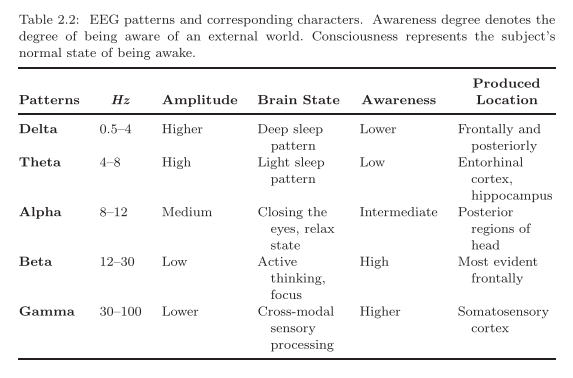 Table 2.2: EEG patterns and corresponding characters. Awareness degree denotes the
degree of being aware of an external world. Consciousness represents the subject's
normal state of being awake.
Produced
Patterns Hz Amplitude Brain State Awareness Location
Delta 0.5–4 Higher Deep sleep Lower Frontally and
pattern posteriorly
Theta 4–8 High Light sleep Low Entorhinal
pattern cortex,
hippocampus
Alpha 8–12 Medium Closing the Intermediate Posterior
eyes, relax regions of
state head
Beta 12–30 Low Active High Most evident
thinking, frontally
focus
Gamma 30–100 Lower Cross-modal Higher Somatosensory
sensory cortex
processing